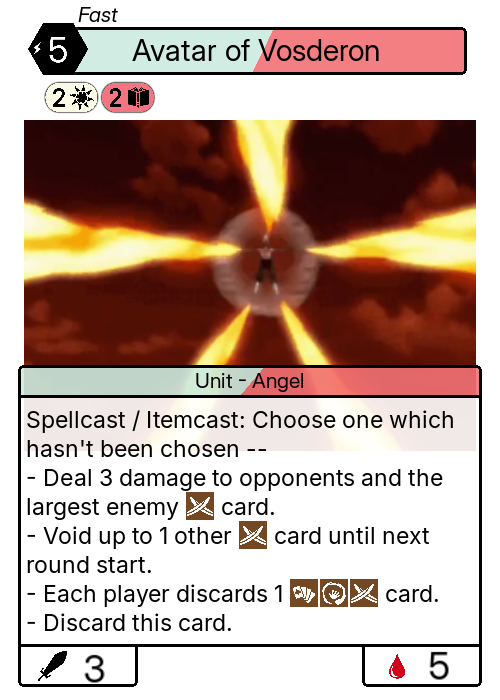 Fast
5
Avatar of Vosderon
2 2
Unit - Angel
Spellcast / Itemcast: Choose one which
hasn't been chosen --
- Deal 3 damage to opponents and the
largest enemy card.
- Void up to 1 other card until next
round start.
- Each player discards 1 card.
- Discard this card.
3
5